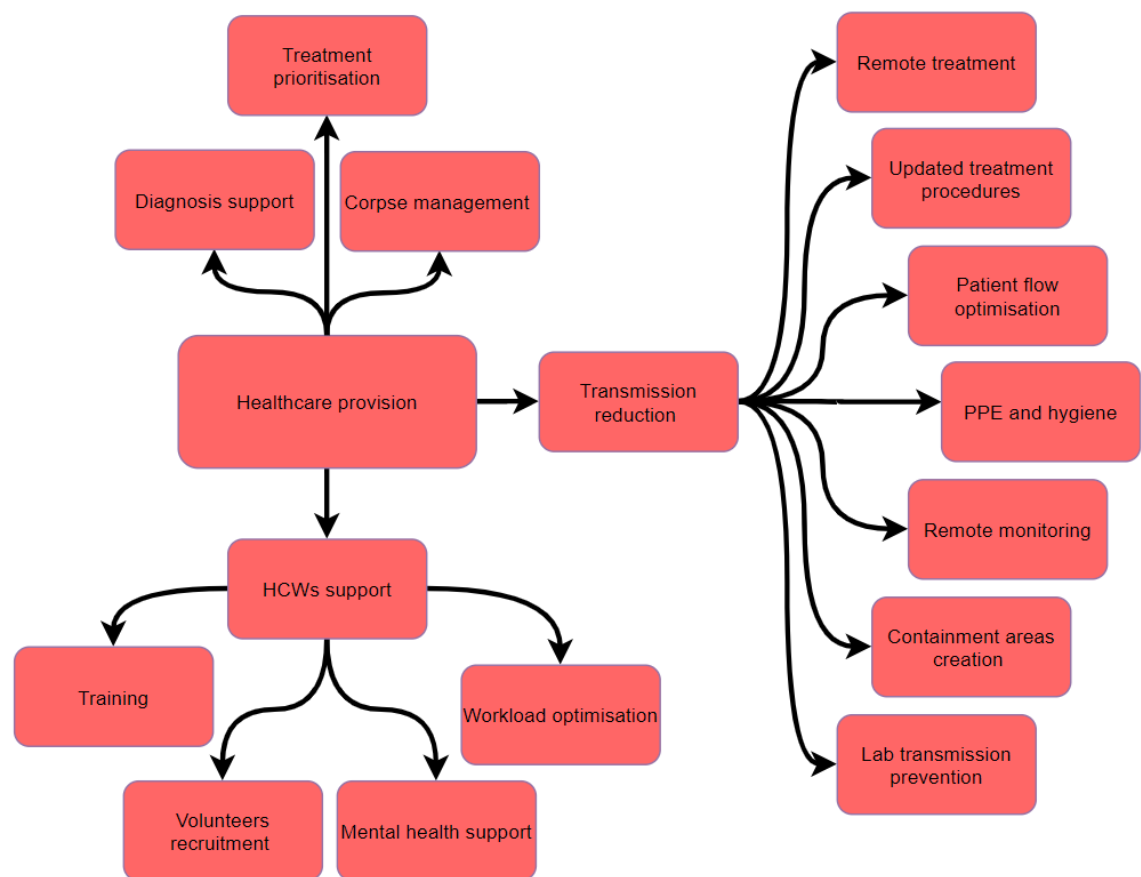 Treatment
prioritisation
Remote treatment
Updated treatment
procedures
Diagnosis support
Corpse management
Patient flow
optimisation
Healthcare provision
Transmission
reduction
PPE and hygiene
Remote monitoring
HCWs support
Containment areas
creation
Training
Workload optimisation
Lab transmission
prevention
Volunteers
recruitment
Mental health support